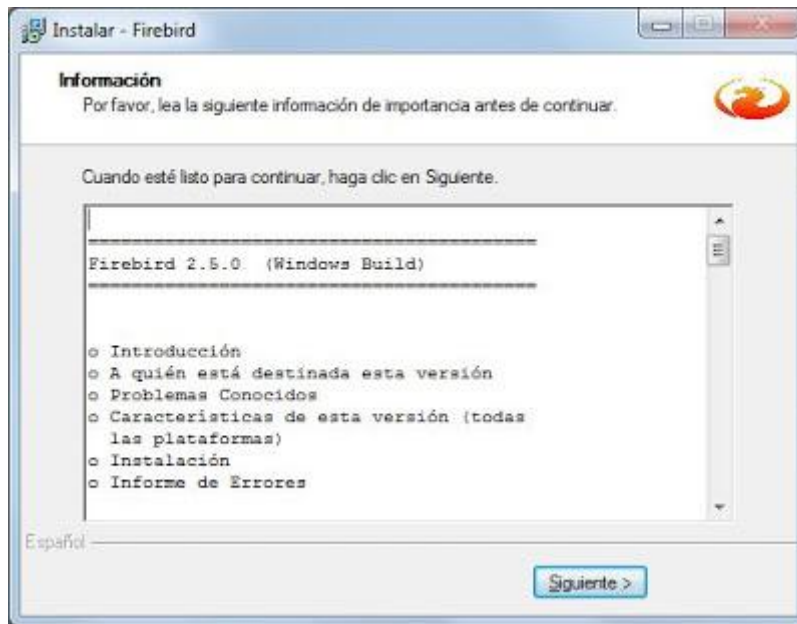 Instalar - Firebird
Información
Por favor, lea la siguiente información de importancia antes de continuar.
Cuando esté listo para continuar, haga clic en Siguiente.
=========================================
Firebird 2.5.0  (Windows Build)
=========================================
o Introducción
o A quién está destinada esta versión
o Problemas Conocidos
o Características de esta versión (todas
las plataformas)
o Instalación
o Informe de Errores
Español
Siguiente >